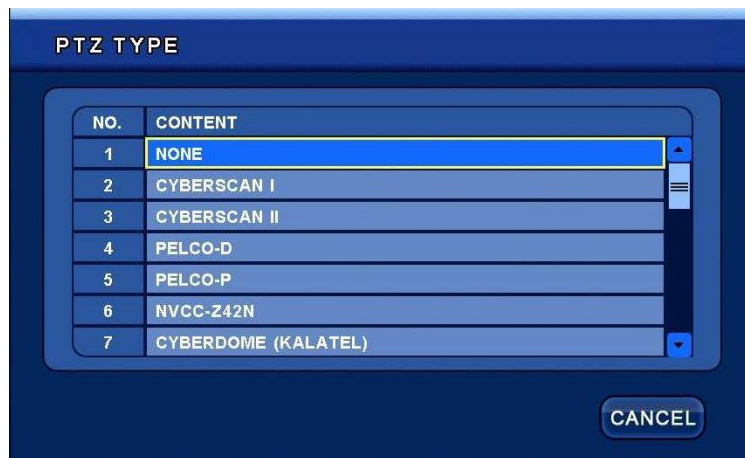 PTZ TYPE
NO. CONTENT
1 NONE
2 CYBERSCAN I
3 CYBERSCAN II
4 PELCO-D
5 PELCO-P
6 NVCC-Z42N
7 CYBERDOME (KALATEL)
CANCEL